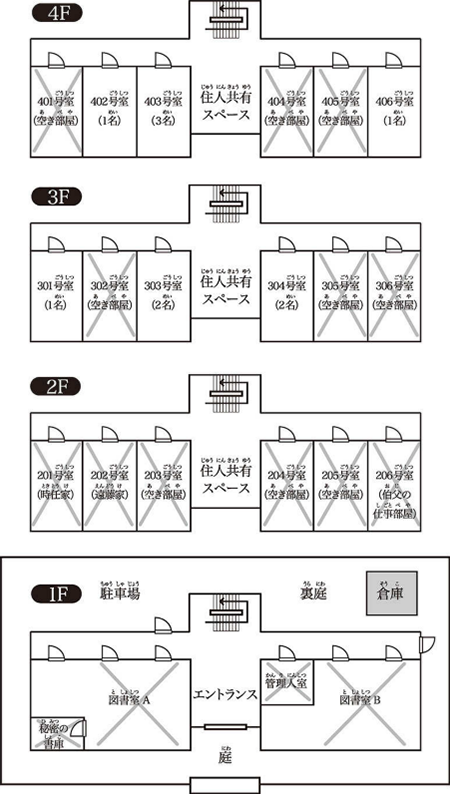 4F
401号室
(空き部屋)
402号室
(1名)
403号室
(3名)
住人共有
スペース
404号室
(空き部屋)
405号室
(空き部屋)
406号室
(1名)
3F
301号室
(1名)
302号室
(空き部屋)
303号室
(2名)
住人共有
スペース
304号室
(2名)
305号室
(空き部屋)
306号室
(空き部屋)
2F
201号室
(時任家)
202号室
(遠藤家)
203号室
(空き部屋)
住人共有
スペース
204号室
(空き部屋)
205号室
(空き部屋)
206号室
(伯父の
仕事部屋)
1F
駐車場
裏庭
倉庫
図書室A
秘密の
書庫
エントランス
庭
管理人室
図書室B